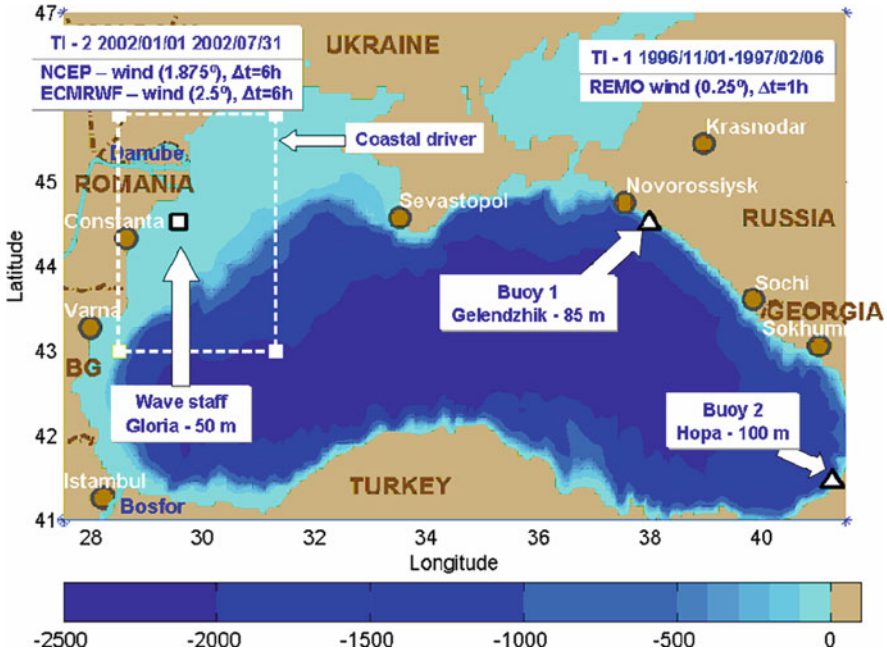 47
TI - 2 2002/01/01 2002/07/31
NCEP – wind (1.875º), Δt=6h
ECMRWF – wind (2.5º), Δt=6h
UKRAINE
TI - 1 1996/11/01-1997/02/06
REMO wind (0.25º), Δt=1h
Coastal driver
Krasnodar
Danube
45
ROMANIA
Sevastopol
Novorossiysk
RUSSIA
Constanta
44
Buoy 1
Gelendzhik - 85 m
Sochi
GEORGIA
Sokhumi
Varna
43
BG
Wave staff
Gloria - 50 m
Buoy 2
Hopa - 100 m
42
Istambul
Bosfor
TURKEY
41
Latitude
28
30
32
34
36
38
40
Longitude
-2500
-2000
-1500
-1000
-500
0